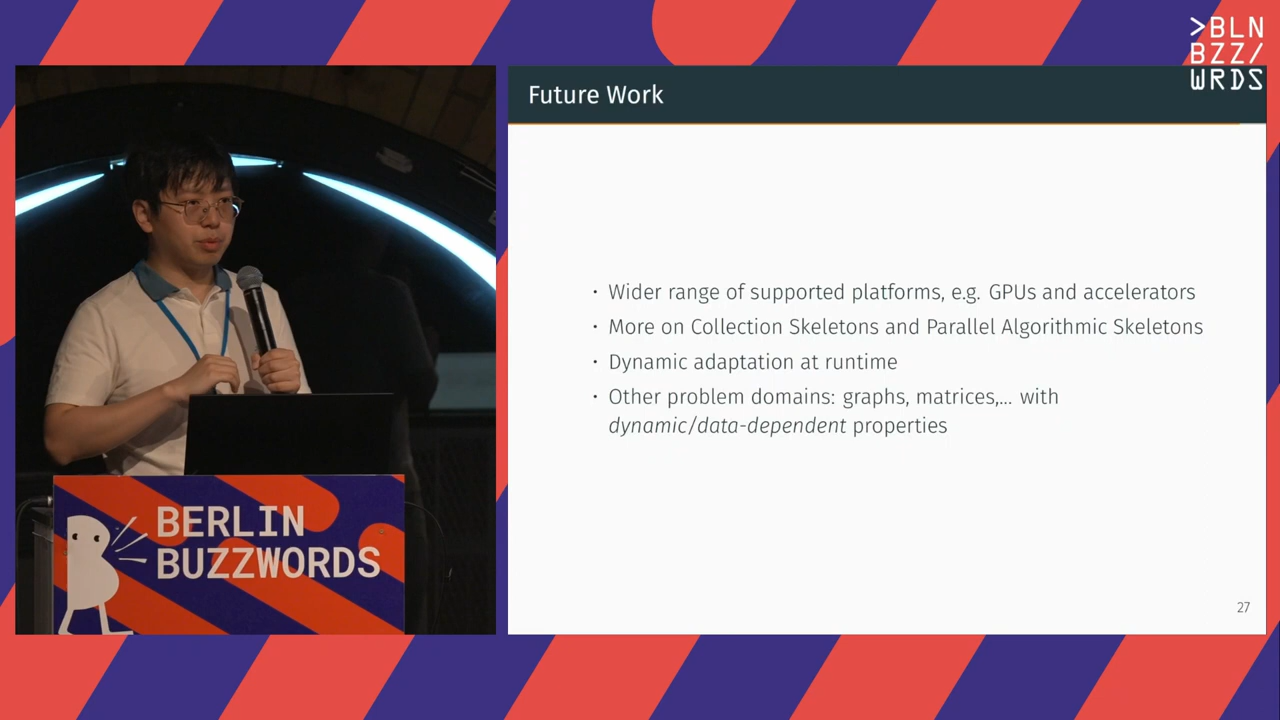 >BLN
BZZ/
WRDS
Future Work
• Wider range of supported platforms, e.g. GPUs and accelerators
• More on Collection Skeletons and Parallel Algorithmic Skeletons
• Dynamic adaptation at runtime
• Other problem domains: graphs, matrices,... with
dynamic/data-dependent properties
27
BERLIN
BUZZWORDS